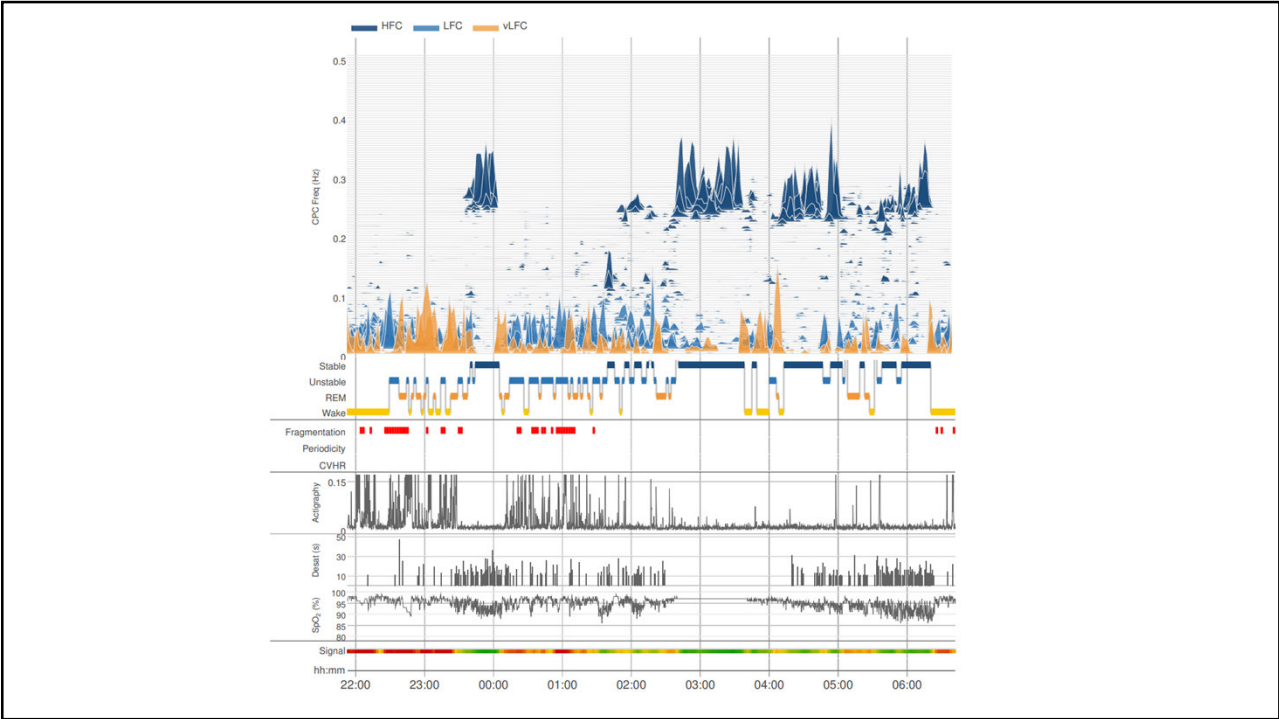 HFC LFC vLFC
0.5
0.4
0.3
0.2
0.1
0
CPC Freq (Hz)
Stable
Unstable
REM
Wake
Fragmentation
Periodicity
CVHR
Actigraphy
0.15
0
Desat (s)
50
30
10
SpO₂ (%)
100
95
90
85
80
Signal
hh:mm
22:00 23:00 00:00 01:00 02:00 03:00 04:00 05:00 06:00